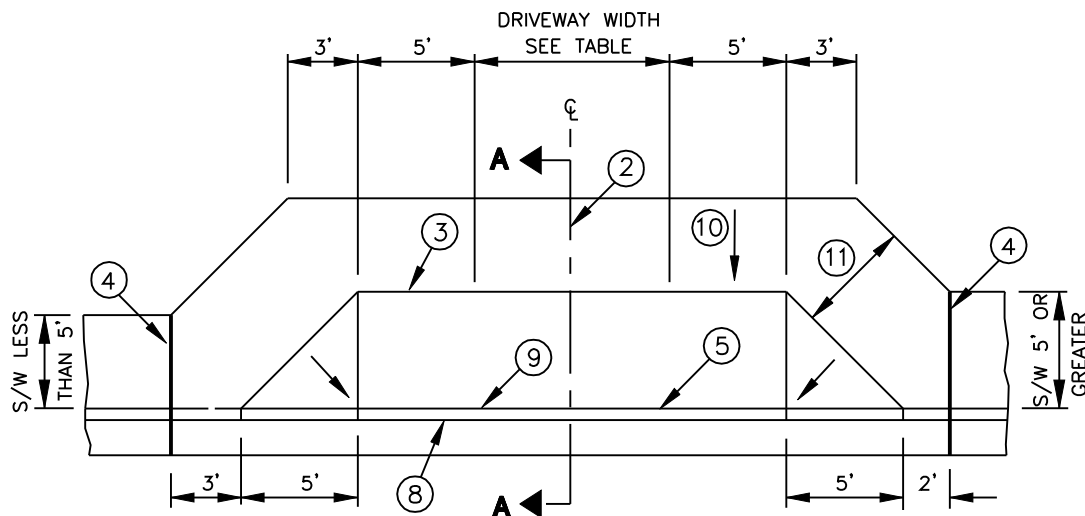 DRIVEWAY WIDTH
SEE TABLE
3' 5' 5' 3'
℄
A
2
10
3
11
4
4
S/W LESS
THAN 5'
S/W 5' OR
GREATER
9
5
3' 5' 8 5' 2'
A